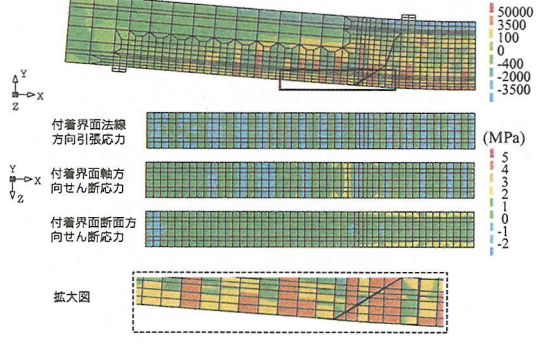 50000
3500
100
0
-400
-2000
-3500
Y
X
Z
付着界面法線
方向引張応力
(MPa)
付着界面軸方
向せん断応力
Y
X
Z
付着界面断面方
向せん断応力
5
4
3
2
1
0
-1
-2
拡大図